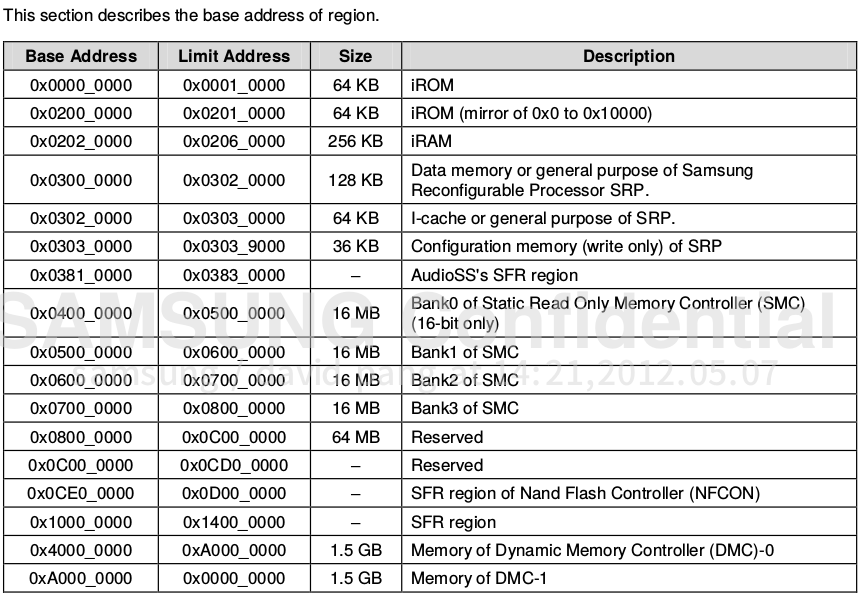 This section describes the base address of region.
Base Address Limit Address Size Description
0x0000_0000 0x0001_0000 64 KB iROM
0x0200_0000 0x0201_0000 64 KB iROM (mirror of 0x0 to 0x10000)
0x0202_0000 0x0206_0000 256 KB iRAM
0x0300_0000 0x0302_0000 128 KB Data memory or general purpose of Samsung
Reconfigurable Processor SRP.
0x0302_0000 0x0303_0000 64 KB I-cache or general purpose of SRP.
0x0303_0000 0x0303_9000 36 KB Configuration memory (write only) of SRP
0x0381_0000 0x0383_0000 – AudioSS's SFR region
SAMSUNG Confidential
0x0400_0000 0x0500_0000 16 MB Bank0 of Static Read Only Memory Controller (SMC)
(16-bit only)
0x0500_0000 0x0600_0000 16 MB Bank1 of SMC
samsung / david.pang at 14:21,2012.05.07
0x0600_0000 0x0700_0000 16 MB Bank2 of SMC
0x0700_0000 0x0800_0000 16 MB Bank3 of SMC
0x0800_0000 0x0C00_0000 64 MB Reserved
0x0C00_0000 0x0CD0_0000 – Reserved
0x0CE0_0000 0x0D00_0000 – SFR region of Nand Flash Controller (NFCON)
0x1000_0000 0x1400_0000 – SFR region
0x4000_0000 0xA000_0000 1.5 GB Memory of Dynamic Memory Controller (DMC)-0
0xA000_0000 0x0000_0000 1.5 GB Memory of DMC-1